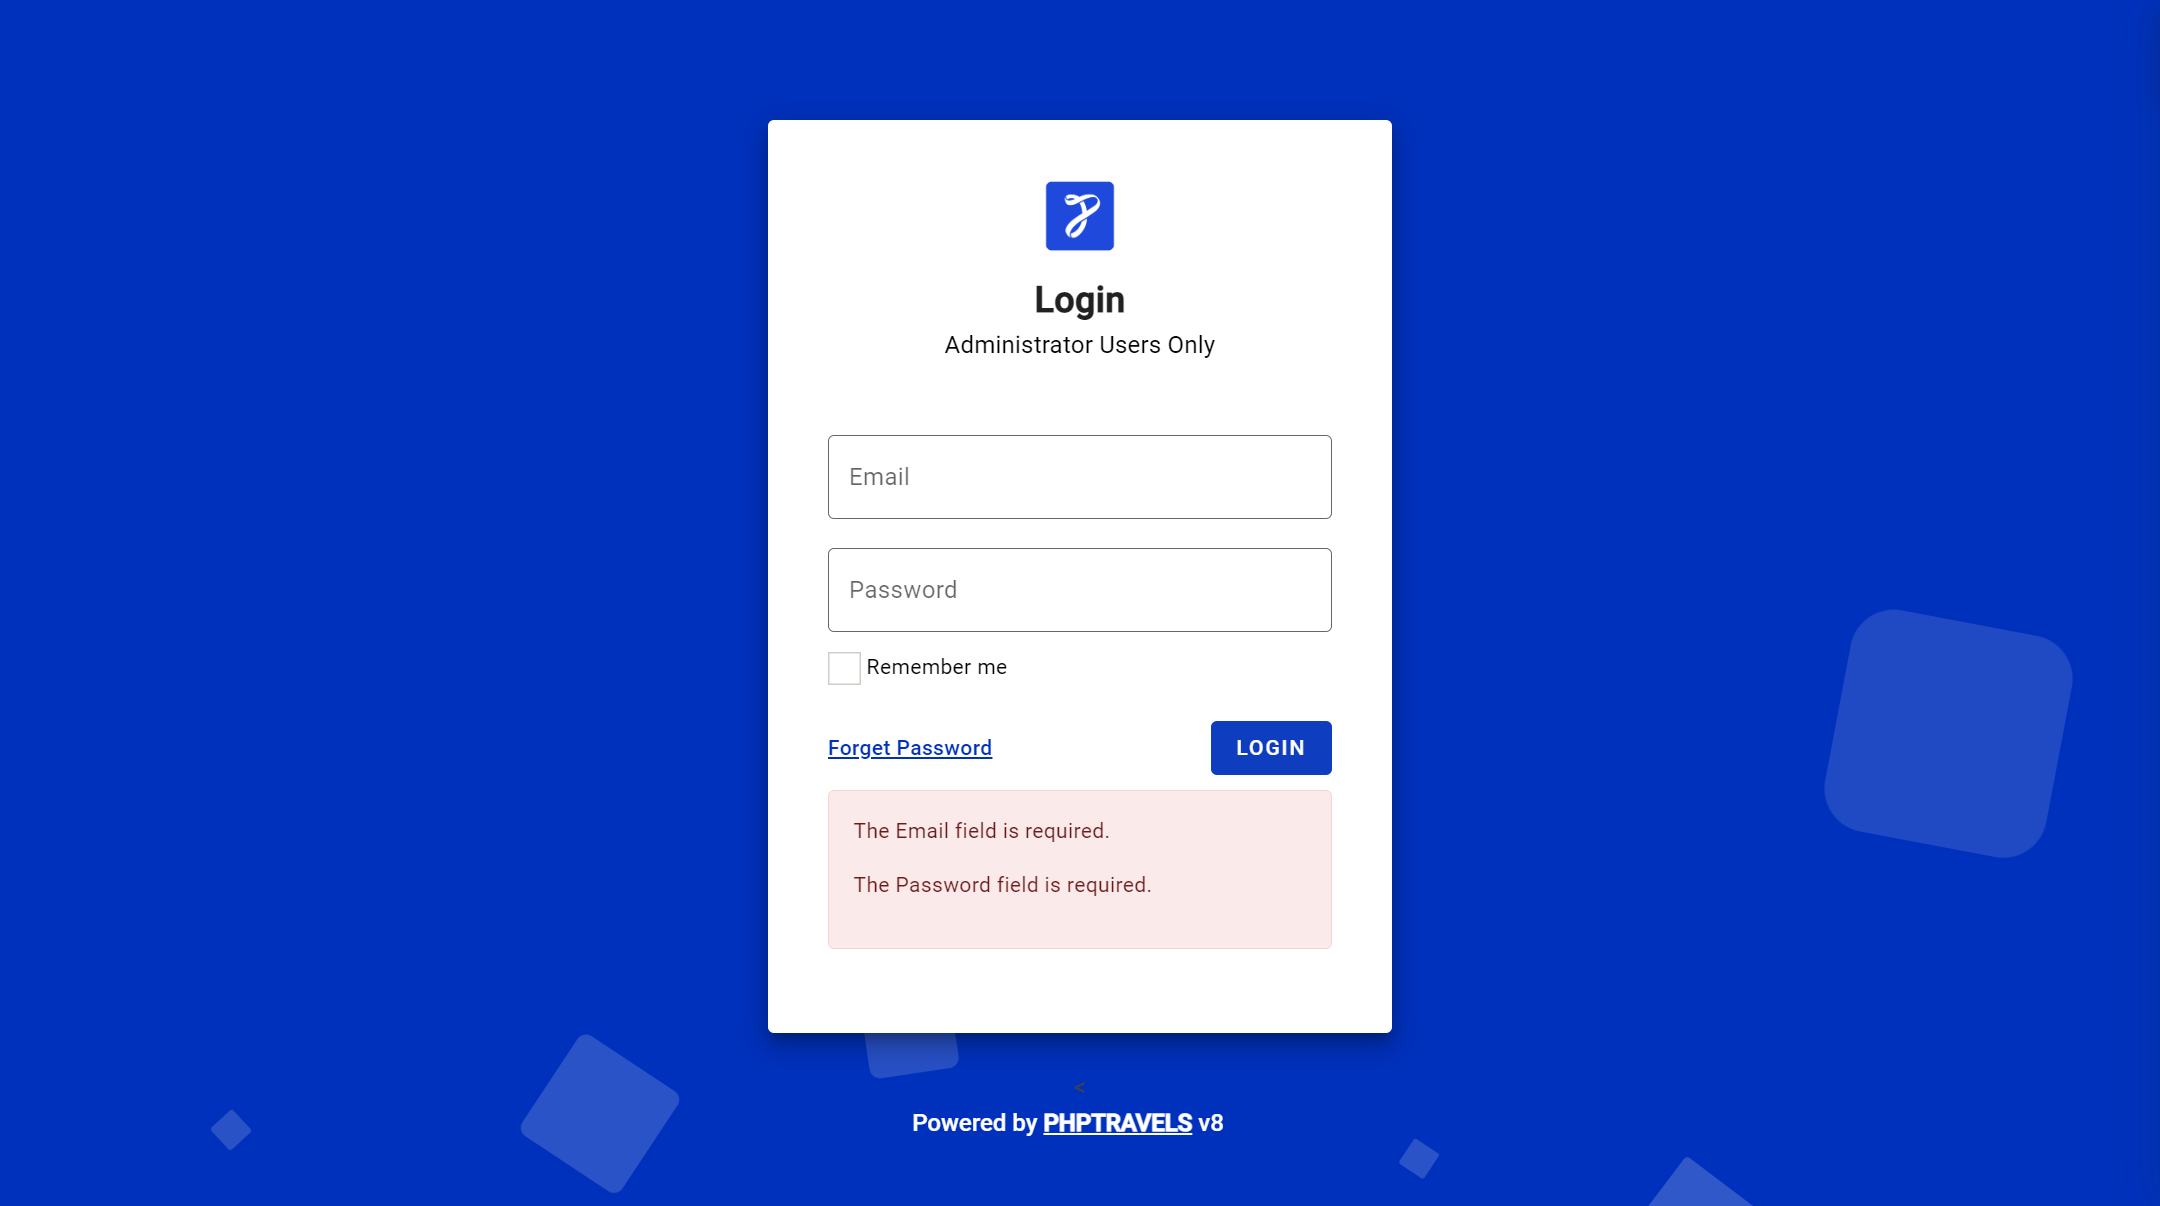 Login
Administrator Users Only
Email
Password
Remember me
Forget Password
LOGIN
The Email field is required.
The Password field is required.
<
Powered by PHPTRAVELS v8